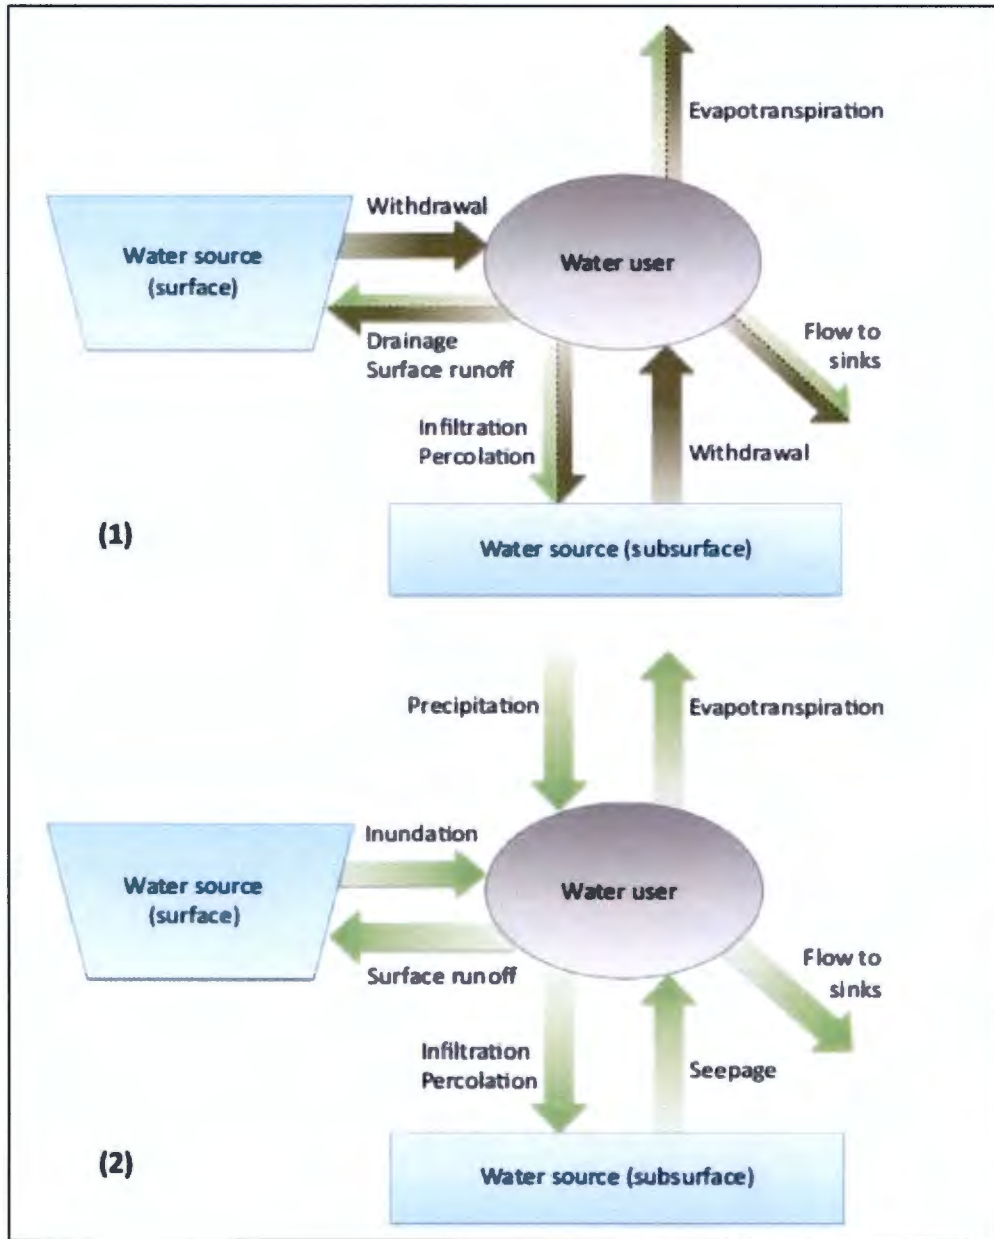 Evapotranspiration
Withdrawal
Water source
(surface)
Water user
Drainage
Surface runoff
Flow to
sinks
Infiltration
Percolation
Withdrawal
(1)
Water source (subsurface)
Precipitation
Evapotranspiration
Inundation
Water source
(surface)
Water user
Surface runoff
Flow to
sinks
Infiltration
Percolation
Seepage
(2)
Water source (subsurface)